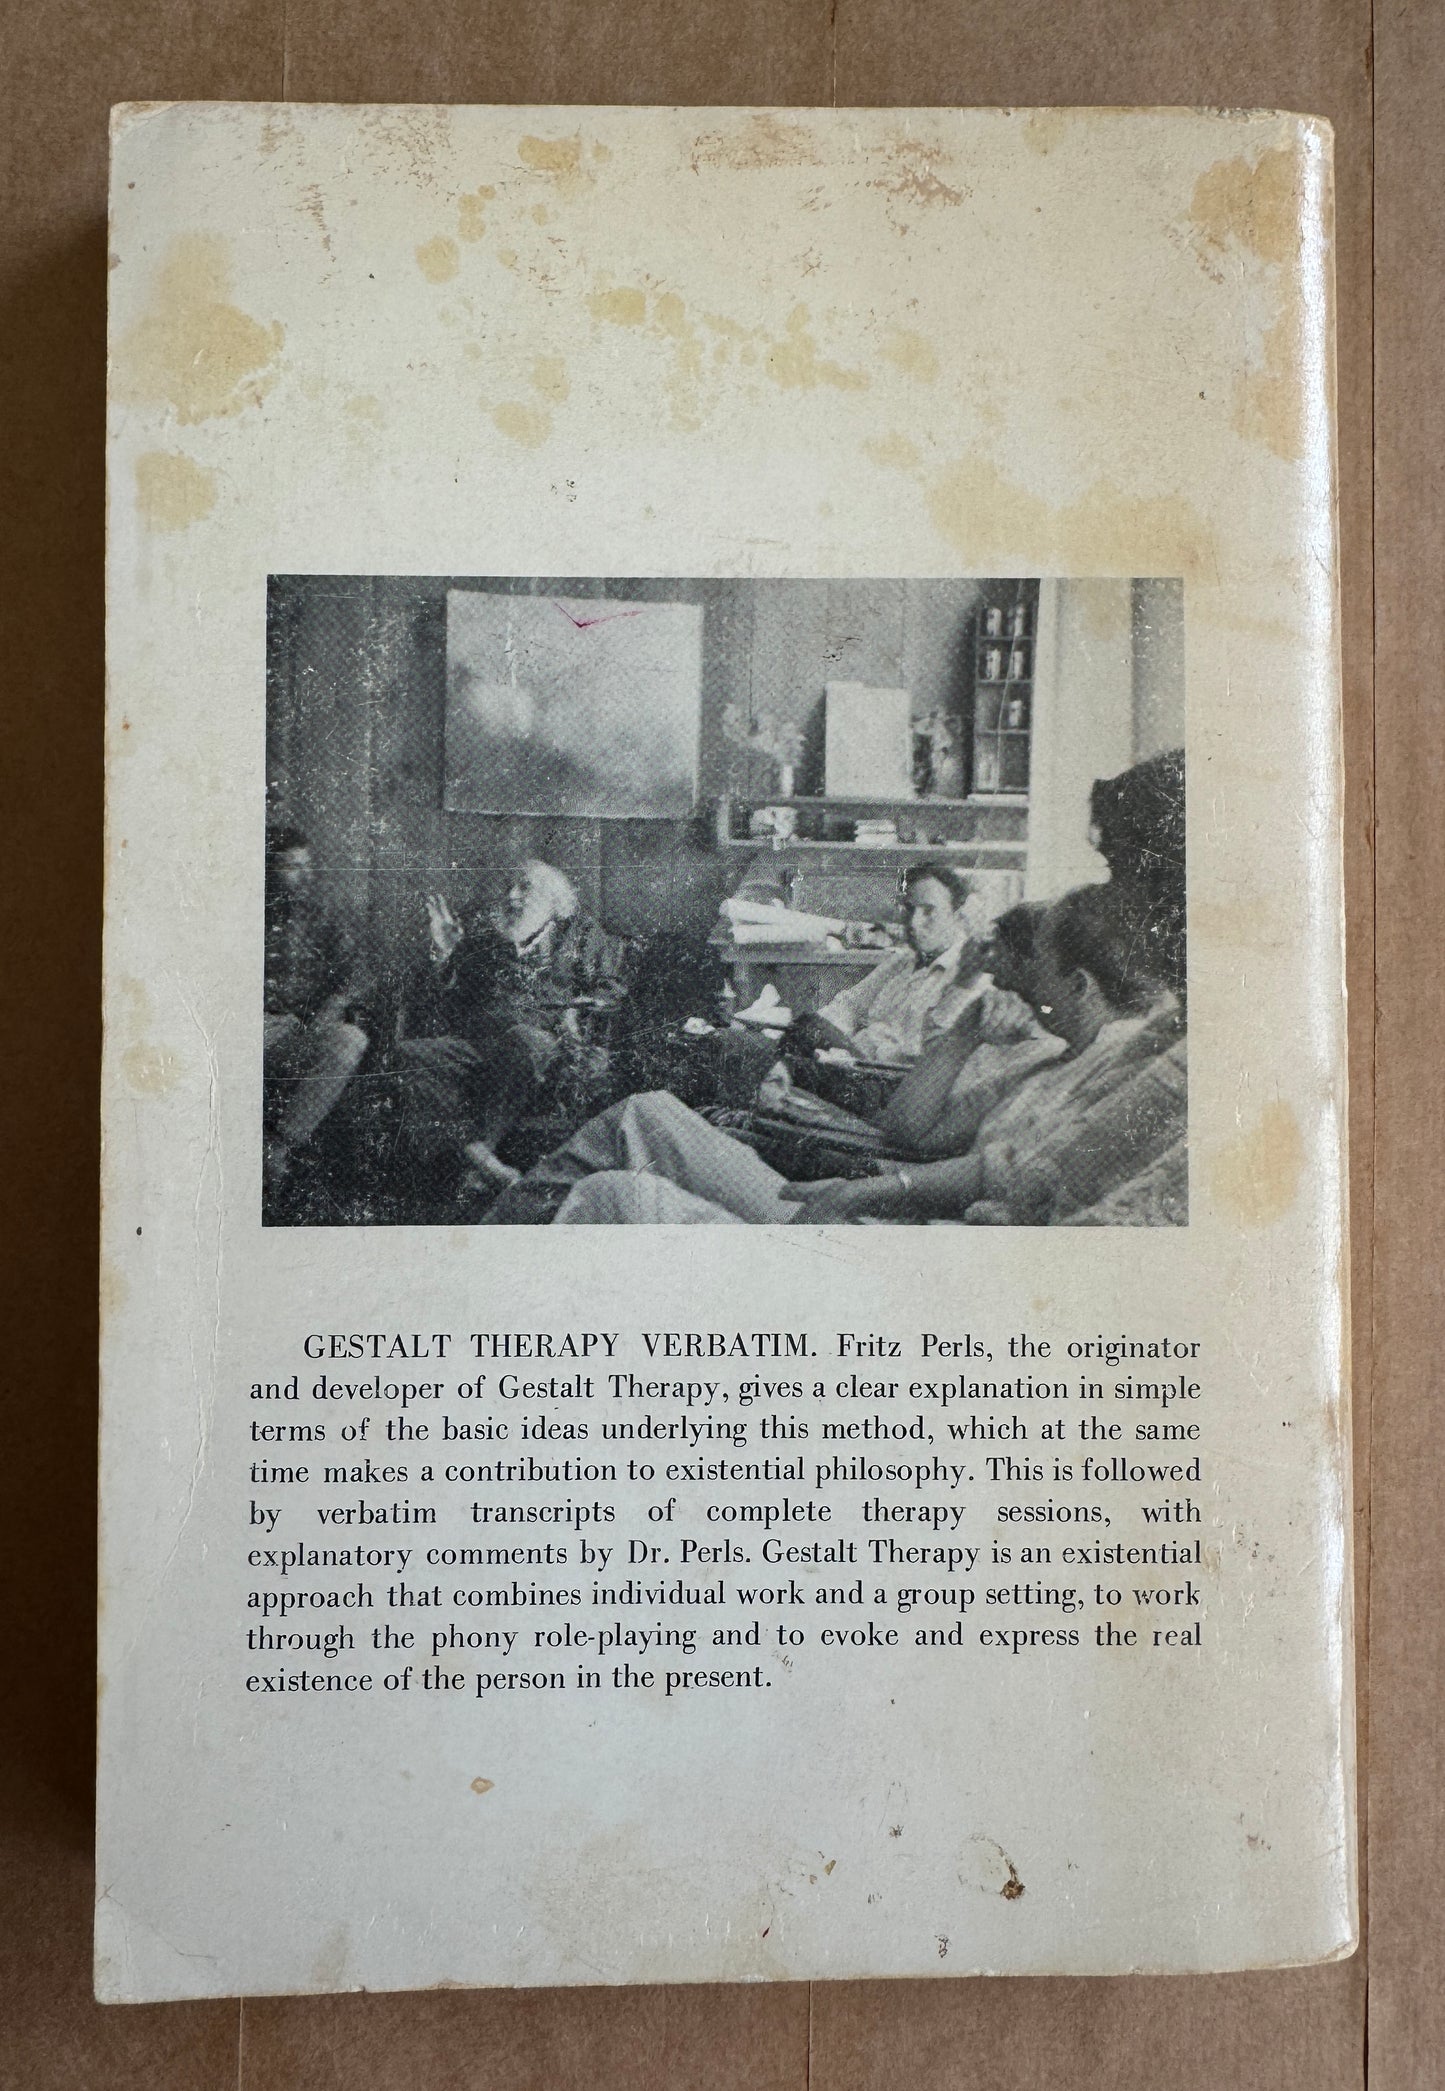 GESTALT THERAPY VERBATIM. Fritz Perls, the originator
and developer of Gestalt Therapy, gives a clear explanation in simple
terms of the basic ideas underlying this method, which at the same
time makes a contribution to existential philosophy. This is followed
by verbatim transcripts of complete therapy sessions, with
explanatory comments by Dr. Perls. Gestalt Therapy is an existential
approach that combines individual work and a group setting, to work
through the phony role-playing and to evoke and express the real
existence of the person in the present.